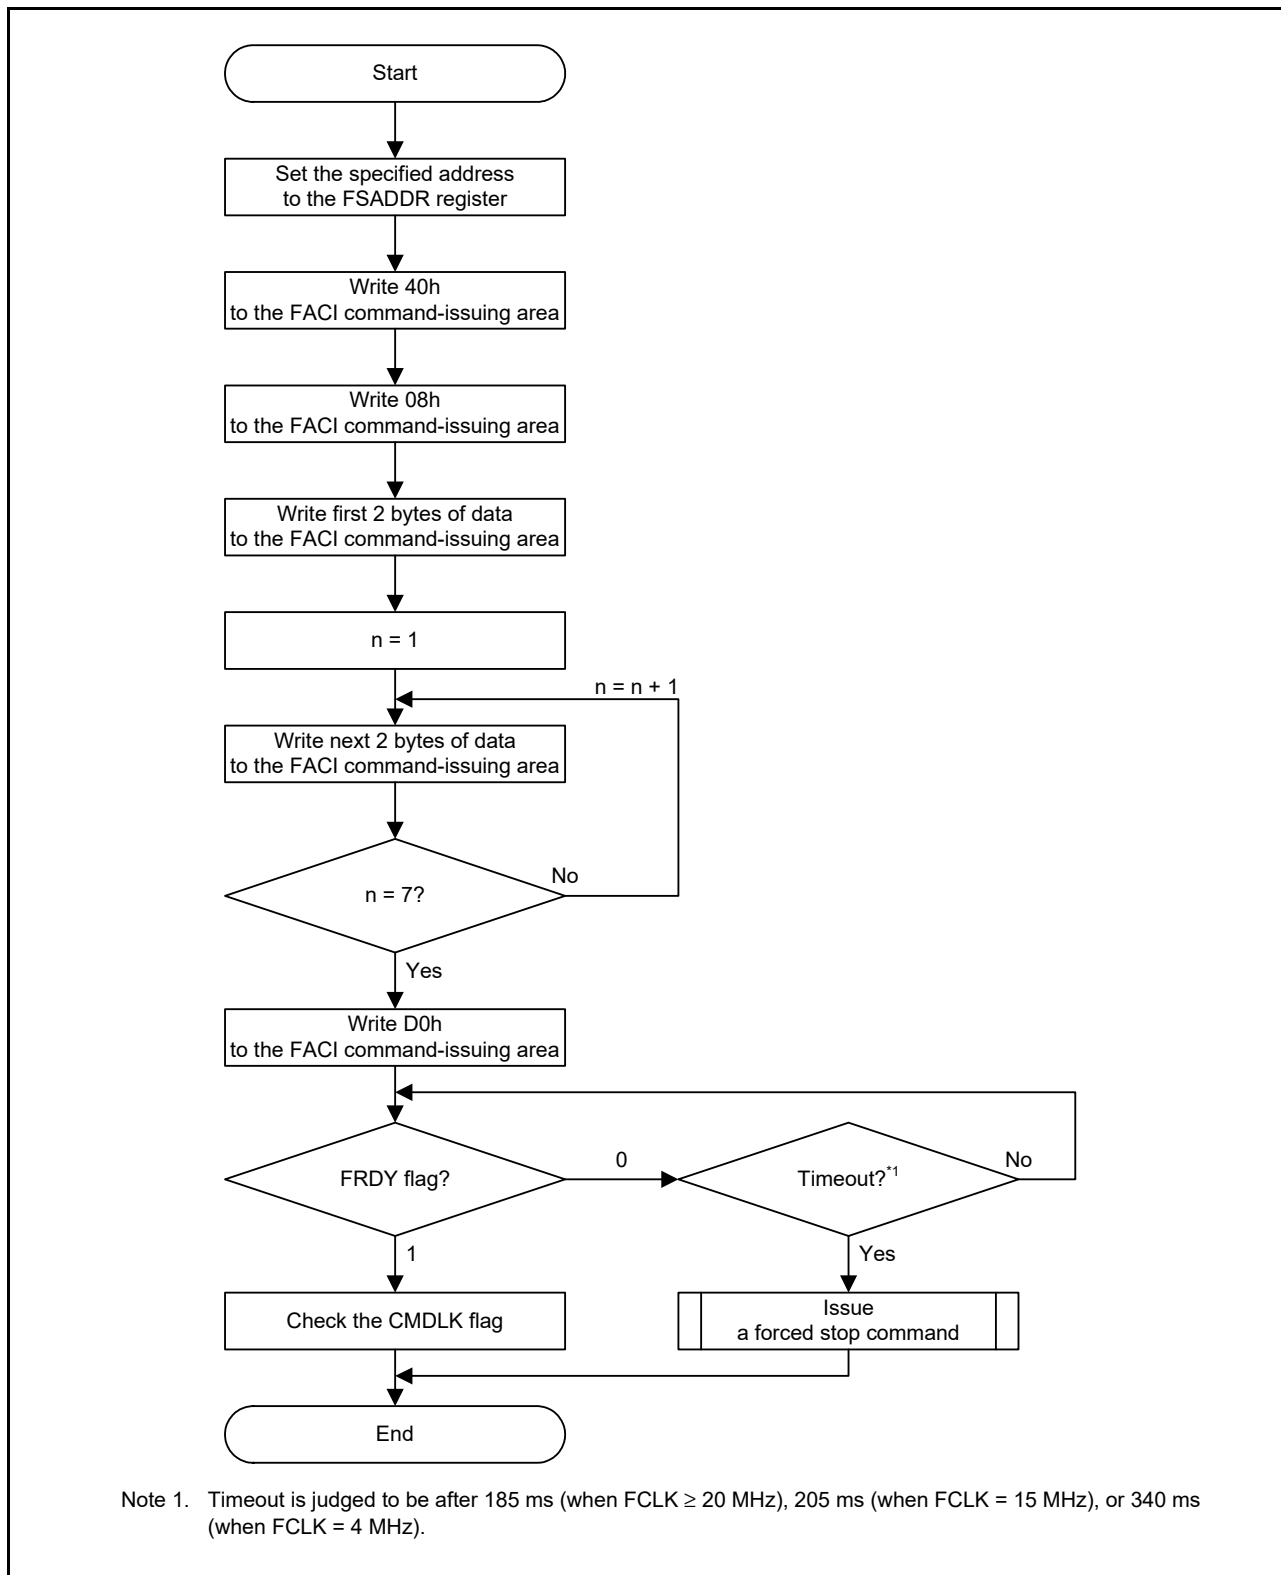 Start
Set the specified address
to the FSADDR register
Write 40h
to the FACI command-issuing area
Write 08h
to the FACI command-issuing area
Write first 2 bytes of data
to the FACI command-issuing area
n = 1
n = n + 1
Write next 2 bytes of data
to the FACI command-issuing area
n = 7?
No
Yes
Write D0h
to the FACI command-issuing area
FRDY flag?
0
Timeout?*1
No
1
Yes
Check the CMDLK flag
Issue
a forced stop command
End
Note 1. Timeout is judged to be after 185 ms (when FCLK ≥ 20 MHz), 205 ms (when FCLK = 15 MHz), or 340 ms
(when FCLK = 4 MHz).